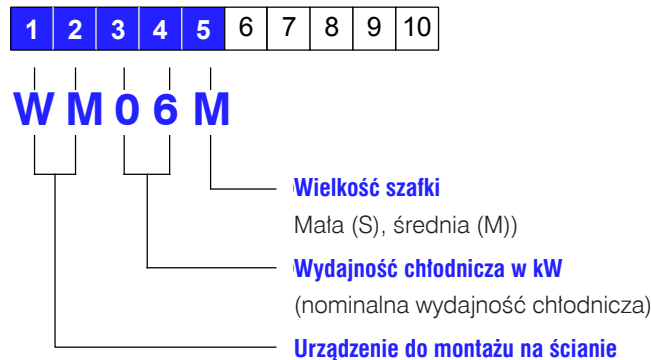 1 2 3 4 5 6 7 8 9 10
W M 0 6 M
Wielkość szafki
Mała (S), średnia (M))
Wydajność chłodnicza w kW
(nominalna wydajność chłodnicza)
Urządzenie do montażu na ścianie